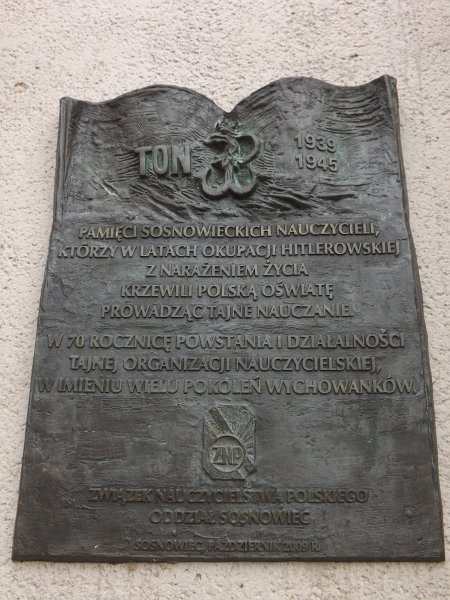 TON
1939
1945
PAMIĘCI SOSNOWIECKICH NAUCZYCIELI,
KTÓRZY W LATACH OKUPACJI HITLEROWSKIEJ
Z NARAŻENIEM ŻYCIA
KRZEWILI POLSKĄ OŚWIATĘ
PROWADZĄC TAJNE NAUCZANIE.
W 70 ROCZNICĘ POWSTANIA I DZIAŁALNOŚCI
TAJNEJ ORGANIZACJI NAUCZYCIELSKIEJ,
W IMIENIU WIELU POKOLEŃ WYCHOWANKÓW.
ZNP
ZWIĄZEK NAUCZYCIELSTWA POLSKIEGO
ODDZIAŁ SOSNOWIEC
SOSNOWIEC, PAŹDZIERNIK 2009 R.